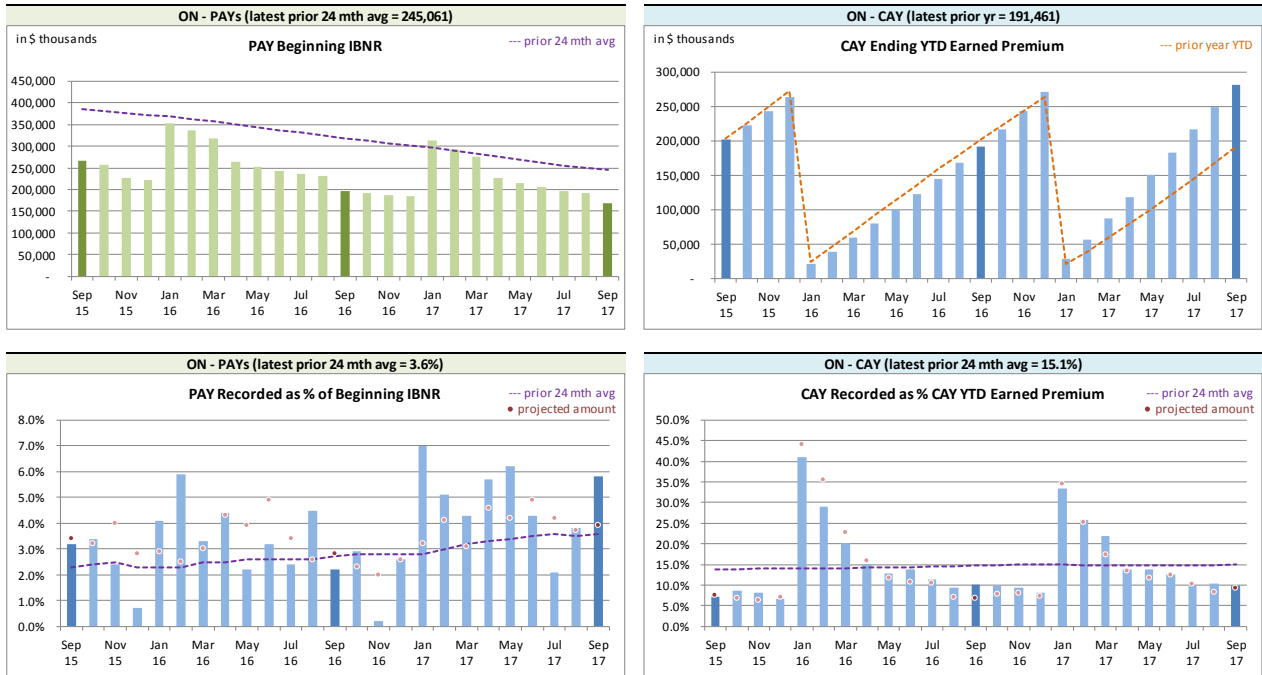 ON - PAYs (latest prior 24 mth avg = 245,061)
in $ thousands
PAY Beginning IBNR
--- prior 24 mth avg
450,000
400,000
350,000
300,000
250,000
200,000
150,000
100,000
50,000
-
Sep Nov Jan Mar May Jul Sep Nov Jan Mar May Jul Sep
15 15 16 16 16 16 16 16 17 17 17 17 17
ON - CAY (latest prior yr = 191,461)
in $ thousands
CAY Ending YTD Earned Premium
--- prior year YTD
300,000
250,000
200,000
150,000
100,000
50,000
-
Sep Nov Jan Mar May Jul Sep Nov Jan Mar May Jul Sep
15 15 16 16 16 16 16 16 17 17 17 17 17
ON - PAYs (latest prior 24 mth avg = 3.6%)
PAY Recorded as % of Beginning IBNR
--- prior 24 mth avg
projected amount
8.0%
7.0%
6.0%
5.0%
4.0%
3.0%
2.0%
1.0%
0.0%
Sep Nov Jan Mar May Jul Sep Nov Jan Mar May Jul Sep
15 15 16 16 16 16 16 16 17 17 17 17 17
ON - CAY (latest prior 24 mth avg = 15.1%)
CAY Recorded as % CAY YTD Earned Premium
--- prior 24 mth avg
projected amount
50.0%
45.0%
40.0%
35.0%
30.0%
25.0%
20.0%
15.0%
10.0%
5.0%
0.0%
Sep Nov Jan Mar May Jul Sep Nov Jan Mar May Jul Sep
15 15 16 16 16 16 16 16 17 17 17 17 17